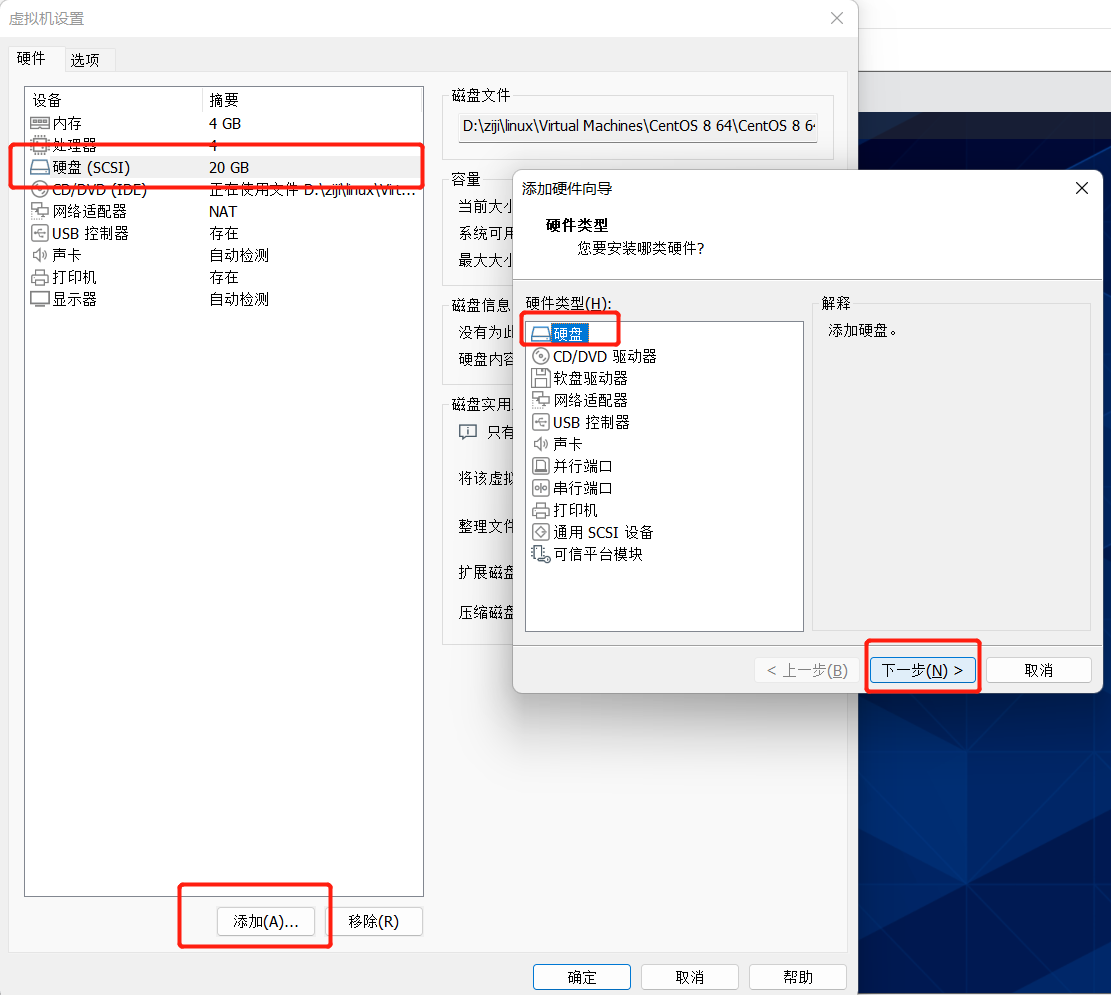 虚拟机设置
硬件 选项
设备 摘要
内存 4 GB
处理器 4
硬盘 (SCSI) 20 GB
CD/DVD (IDE) 正在使用文件 D:\ziji\linux\Virt...
网络适配器 NAT
USB 控制器 存在
声卡 自动检测
打印机 存在
显示器 自动检测
添加(A)... 移除(R)
磁盘文件
D:\ziji\linux\Virtual Machines\CentOS 8 64\CentOS 8 64
容量
当前大小
系统可用
最大大小
磁盘信息
没有为此
硬盘内容
磁盘实用
只有
将该虚拟
整理文件
扩展磁盘
压缩磁盘
确定 取消 帮助
添加硬件向导
硬件类型
您要安装哪类硬件?
硬件类型(H):
硬盘
CD/DVD 驱动器
软盘驱动器
网络适配器
USB 控制器
声卡
并行端口
串行端口
打印机
通用 SCSI 设备
可信平台模块
解释
添加硬盘。
< 上一步(B) 下一步(N) > 取消